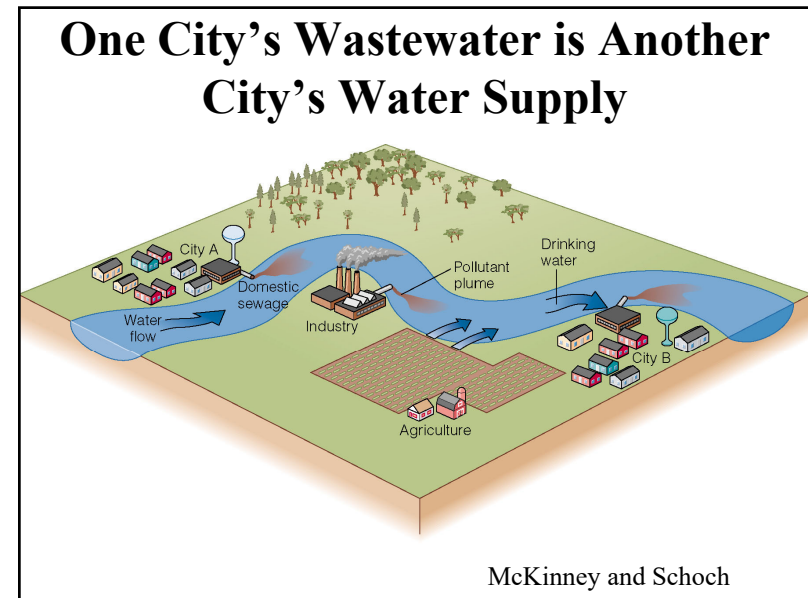 One City’s Wastewater is Another
City’s Water Supply
City A
Domestic
sewage
Water
flow
Industry
Pollutant
plume
Drinking
water
City B
Agriculture
McKinney and Schoch